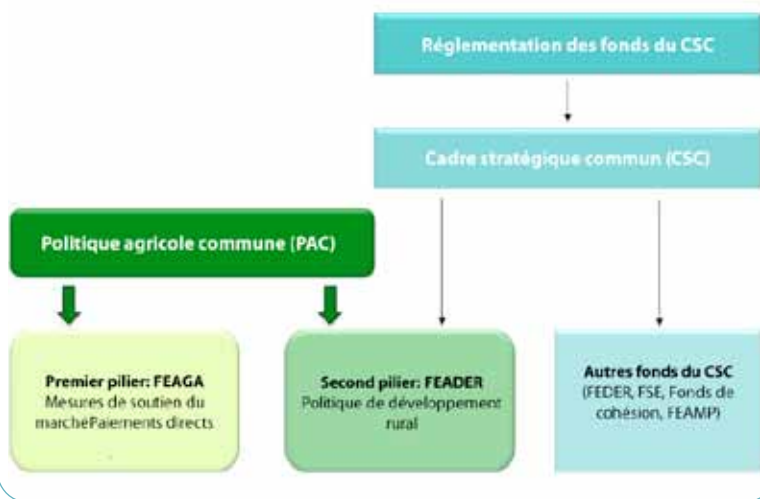 Réglementation des fonds du CSC
Cadre stratégique commun (CSC)
Politique agricole commune (PAC)
Premier pilier: FEAGA
Mesures de soutien du
marchéPaiements directs
.
Second pilier: FEADER
Politique de développement
rural
Autres fonds du CSC
(FEDER, FSE, Fonds de
cohésion, FEAMP)